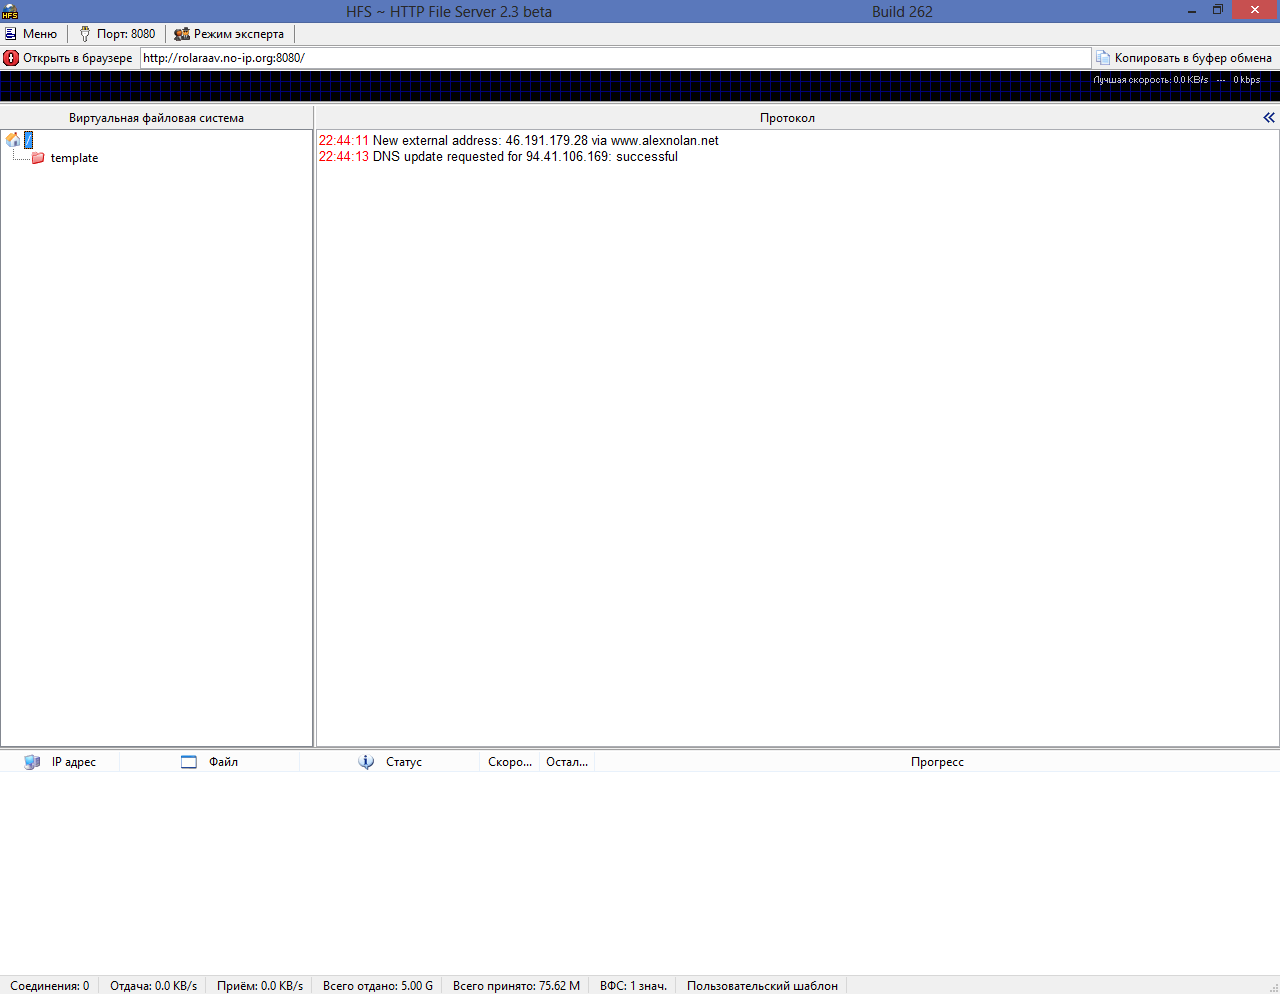 HFS ~ HTTP File Server 2.3 beta Build 262
Меню Порт: 8080 Режим эксперта
Открыть в браузере http://rolaraav.no-ip.org:8080/ Копировать в буфер обмена
Лучшая скорость: 0.0 KB/s --- 0 kbps
Виртуальная файловая система Протокол
/
template
22:44:11 New external address: 46.191.179.28 via www.alexnolan.net
22:44:13 DNS update requested for 94.41.106.169: successful
IP адрес Файл Статус Скоро... Остал... Прогресс
Соединения: 0 Отдача: 0.0 KB/s Приём: 0.0 KB/s Всего отдано: 5.00 G Всего принято: 75.62 M ВФС: 1 знач. Пользовательский шаблон